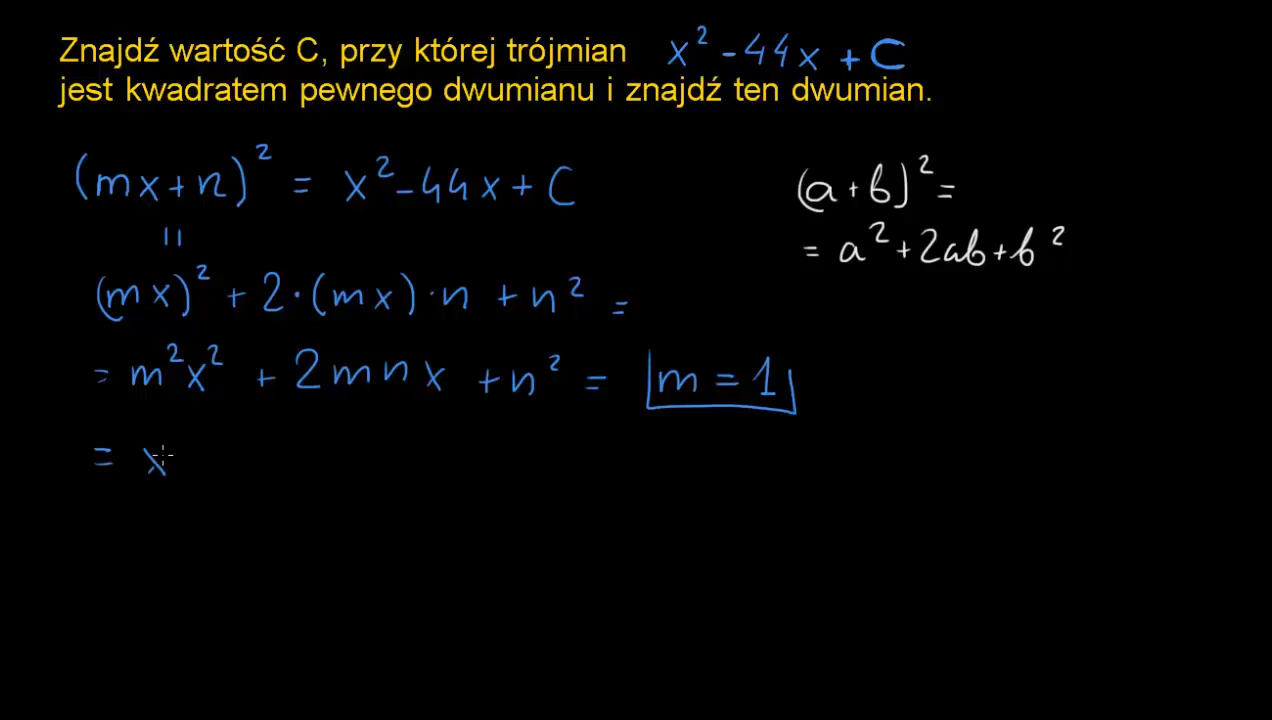 Znajdź wartość C, przy której trójmian x² - 44x + C
jest kwadratem pewnego dwumianu i znajdź ten dwumian.
(mx+n)² = x² - 44x + C
(a+b)² =
=
= a² + 2ab + b²
(mx)² + 2·(mx)·n + n² =
= m²x² + 2mnx + n² = m = 1
= x